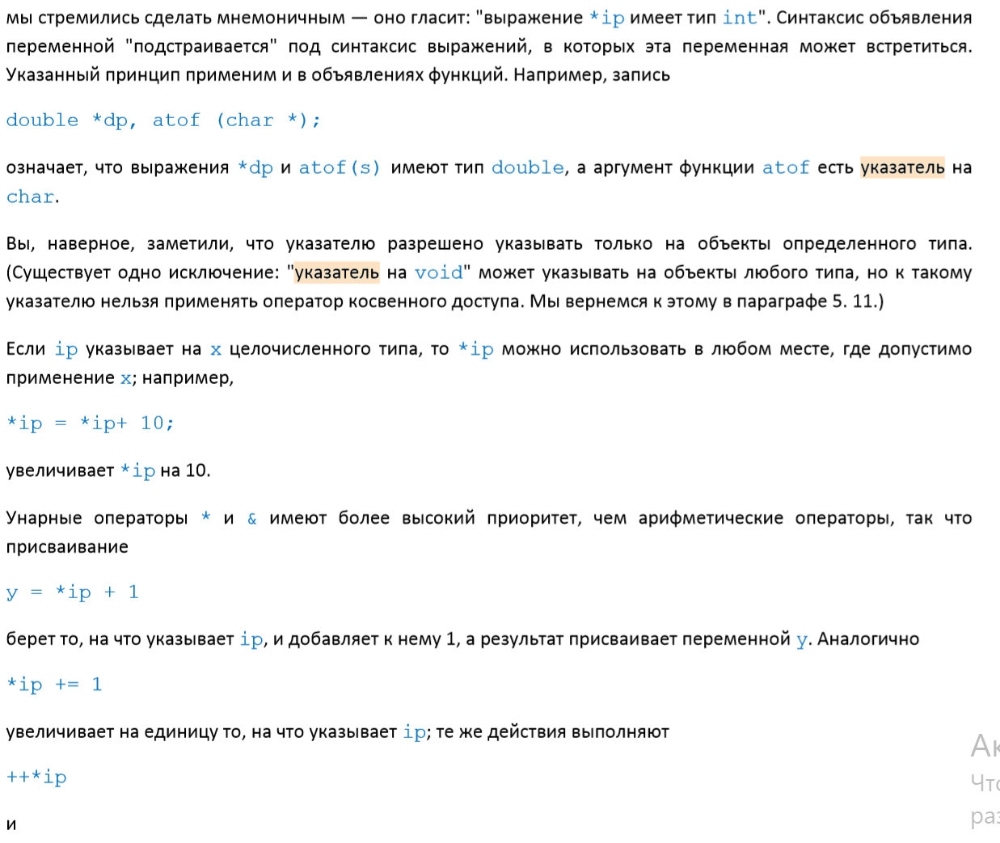 мы стремились сделать мнемоничным — оно гласит: "выражение *ip имеет тип int". Синтаксис объявления
переменной "подстраивается" под синтаксис выражений, в которых эта переменная может встретиться.
Указанный принцип применим и в объявлениях функций. Например, запись
double *dp, atof (char *);
означает, что выражения *dp и atof(s) имеют тип double, а аргумент функции atof есть указатель на
char.
Вы, наверное, заметили, что указателю разрешено указывать только на объекты определенного типа.
(Существует одно исключение: "указатель на void" может указывать на объекты любого типа, но к такому
указателю нельзя применять оператор косвенного доступа. Мы вернемся к этому в параграфе 5. 11.)
Если ip указывает на x целочисленного типа, то *ip можно использовать в любом месте, где допустимо
применение x; например,
*ip = *ip+ 10;
увеличивает *ip на 10.
Унарные операторы * и & имеют более высокий приоритет, чем арифметические операторы, так что
присваивание
y = *ip + 1
берет то, на что указывает ip, и добавляет к нему 1, а результат присваивает переменной y. Аналогично
*ip += 1
увеличивает на единицу то, на что указывает ip; те же действия выполняют
++*ip
и